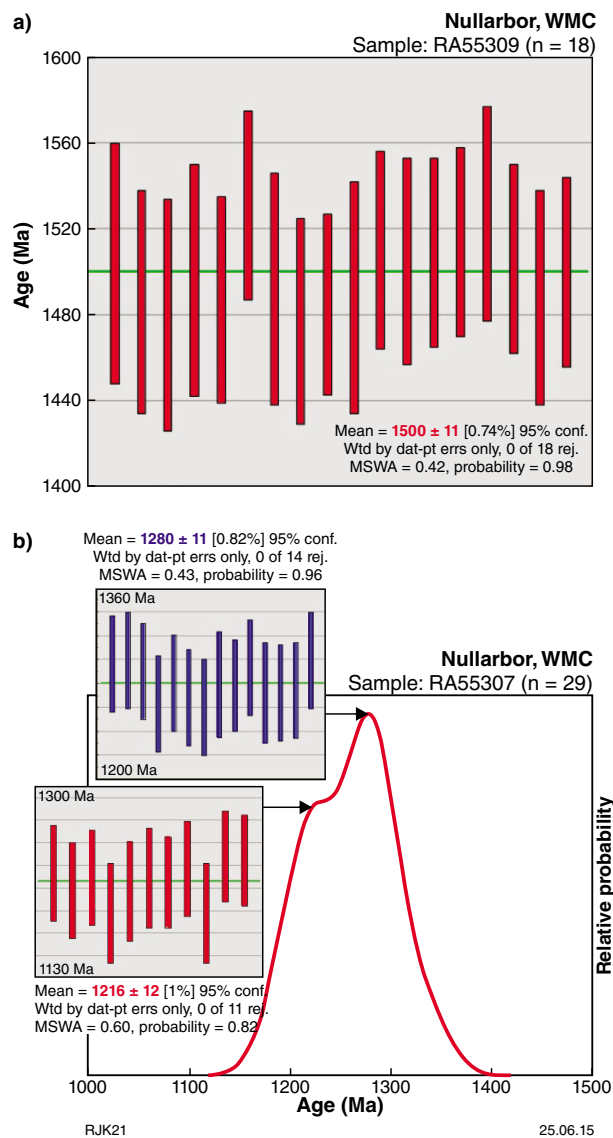 a)
Nullarbor, WMC
Sample: RA55309 (n = 18)
1600
1560
1520
1480
1440
1400
Age (Ma)
Mean = 1500 ± 11 [0.74%] 95% conf.
Wtd by dat-pt errs only, 0 of 18 rej.
MSWA = 0.42, probability = 0.98
b)
Mean = 1280 ± 11 [0.82%] 95% conf.
Wtd by dat-pt errs only, 0 of 14 rej.
MSWA = 0.43, probability = 0.96
1360 Ma
1200 Ma
Nullarbor, WMC
Sample: RA55307 (n = 29)
1300 Ma
1130 Ma
Mean = 1216 ± 12 [1%] 95% conf.
Wtd by dat-pt errs only, 0 of 11 rej.
MSWA = 0.60, probability = 0.82
Relative probability
1000 1100 1200 1300 1400 1500
Age (Ma)
RJK21 25.06.15